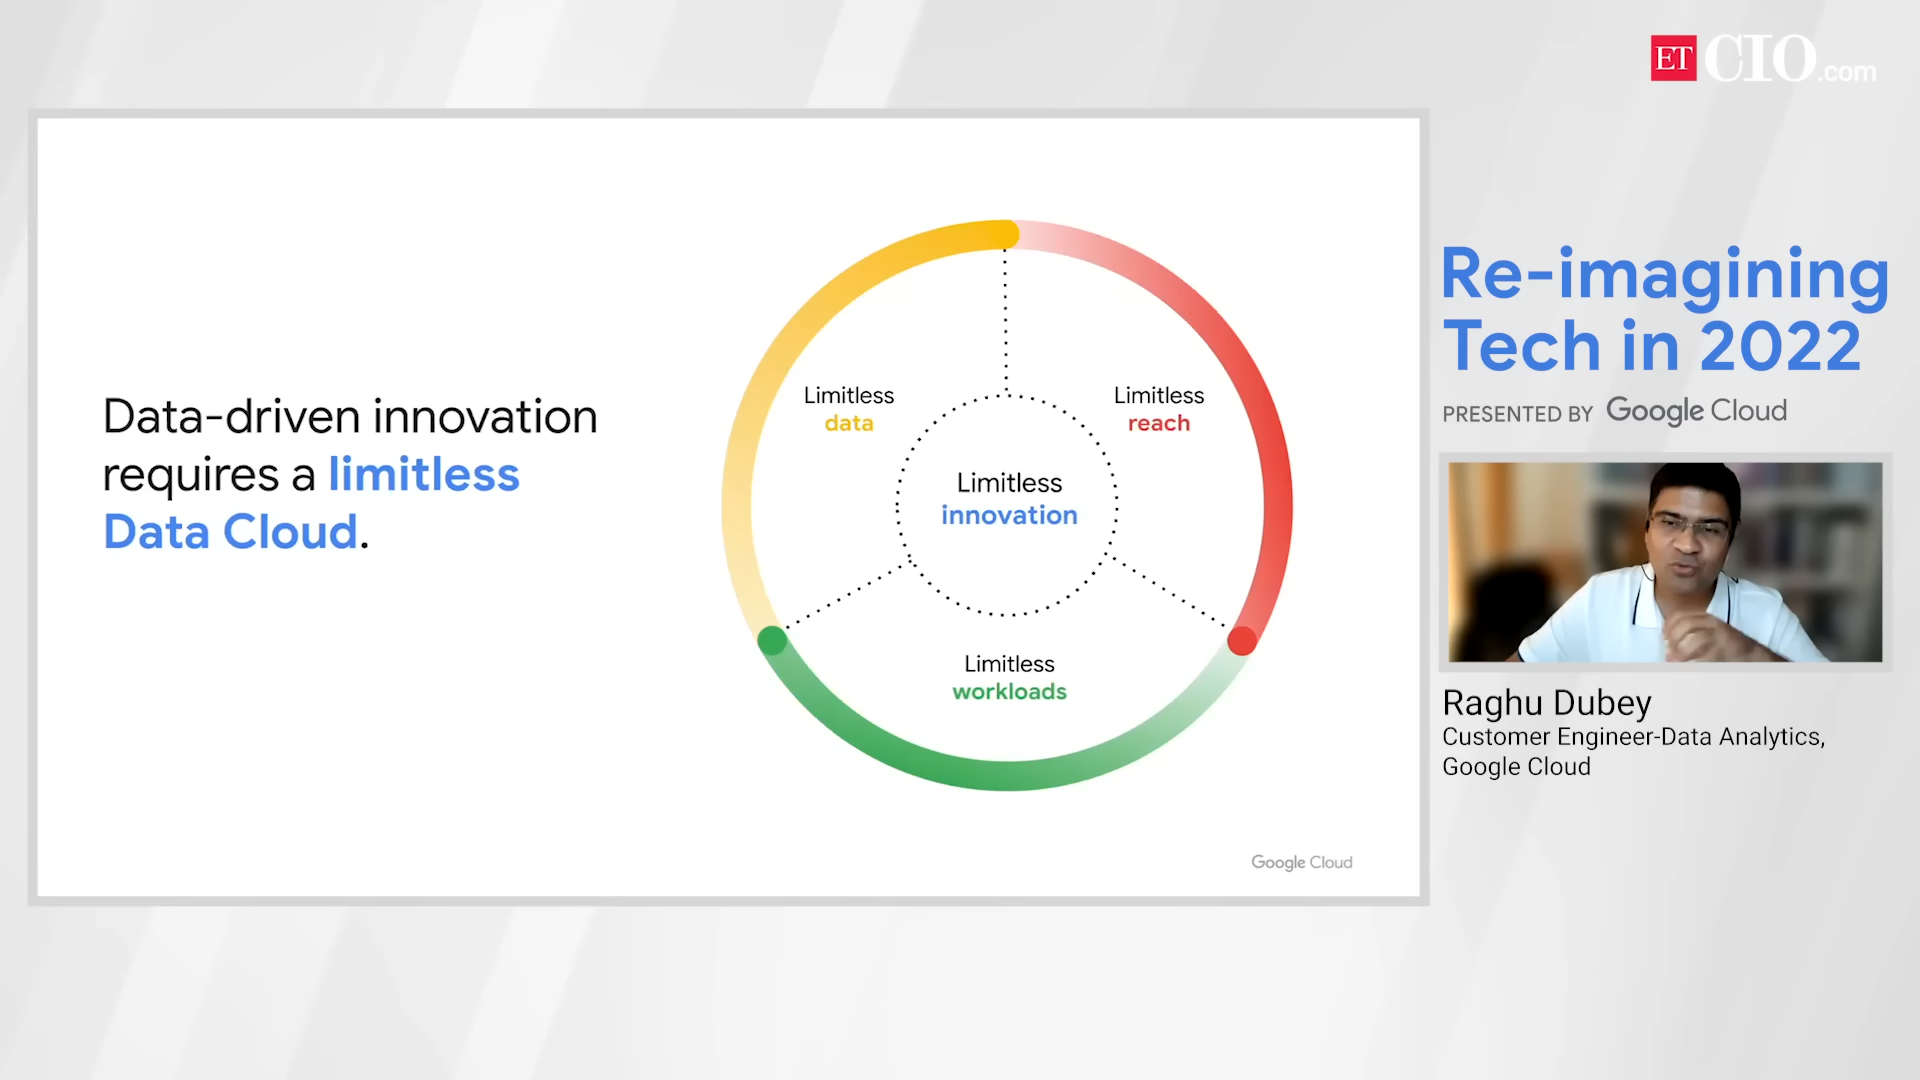 ET CIO.com
Data-driven innovation
requires a limitless
Data Cloud.
Limitless
data
Limitless
reach
Limitless
innovation
Limitless
workloads
Google Cloud
Re-imagining
Tech in 2022
PRESENTED BY Google Cloud
Raghu Dubey
Customer Engineer-Data Analytics,
Google Cloud